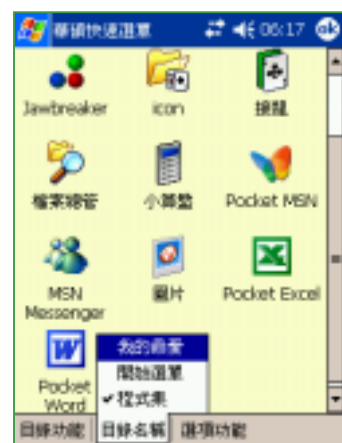 華碩快速選單 06:17 ok
Jawbreaker icon 接龍
檔案總管 小算盤 Pocket MSN
MSN Messenger 圖片 Pocket Excel
Pocket Word
我的最愛
開始選單
程式集
目錄功能 目錄名稱 選項功能